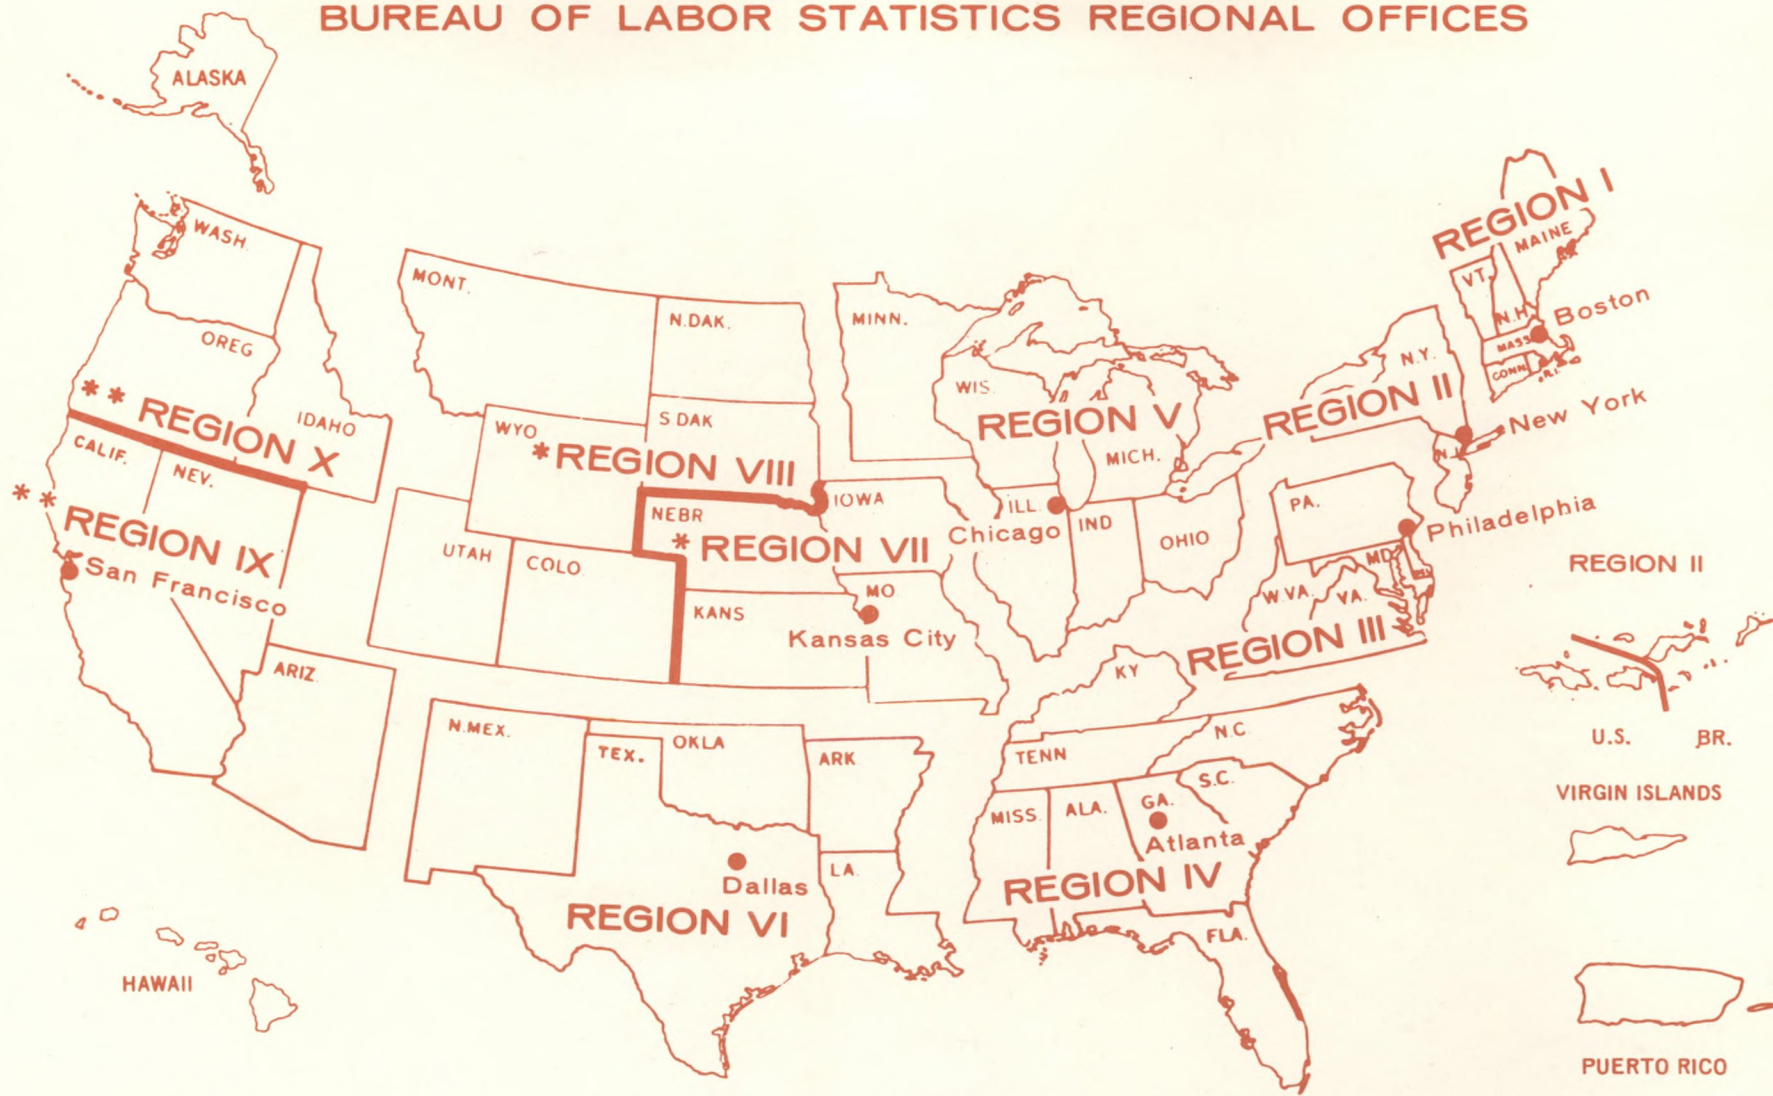 BUREAU OF LABOR STATISTICS REGIONAL OFFICES
ALASKA
REGION I
MAINE
WASH.
VT.
MONT.
N.H.
Boston
N.DAK.
MINN.
OREG
MASS
N.Y.
CONN.
R.I.
WIS.
** REGION X
IDAHO
WYO
S DAK
REGION V
REGION II
New York
CALIF.
*REGION VIII
MICH.
N.J.
NEV.
**
REGION IX
NEBR
IOWA
ILL.
PA.
* REGION VII
Chicago
IND
OHIO
Philadelphia
UTAH
COLO.
MD.
REGION II
San Francisco
MO.
W.VA.
VA.
KANS
Kansas City
REGION III
ARIZ.
KY
N.MEX.
TEX.
OKLA
ARK
TENN
N.C.
U.S.
BR.
S.C.
VIRGIN ISLANDS
MISS.
ALA.
GA.
Atlanta
Dallas
LA.
REGION IV
REGION VI
FLA.
HAWAII
PUERTO RICO